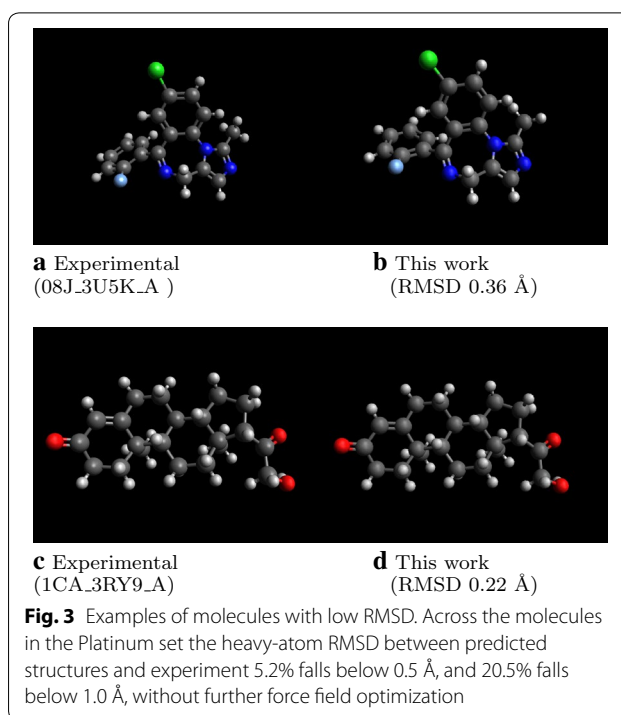 a Experimental
(08J_3U5K_A )
b This work
(RMSD 0.36 Å)
c Experimental
(1CA_3RY9_A)
d This work
(RMSD 0.22 Å)
Fig. 3 Examples of molecules with low RMSD. Across the molecules
in the Platinum set the heavy-atom RMSD between predicted
structures and experiment 5.2% falls below 0.5 Å, and 20.5% falls
below 1.0 Å, without further force field optimization